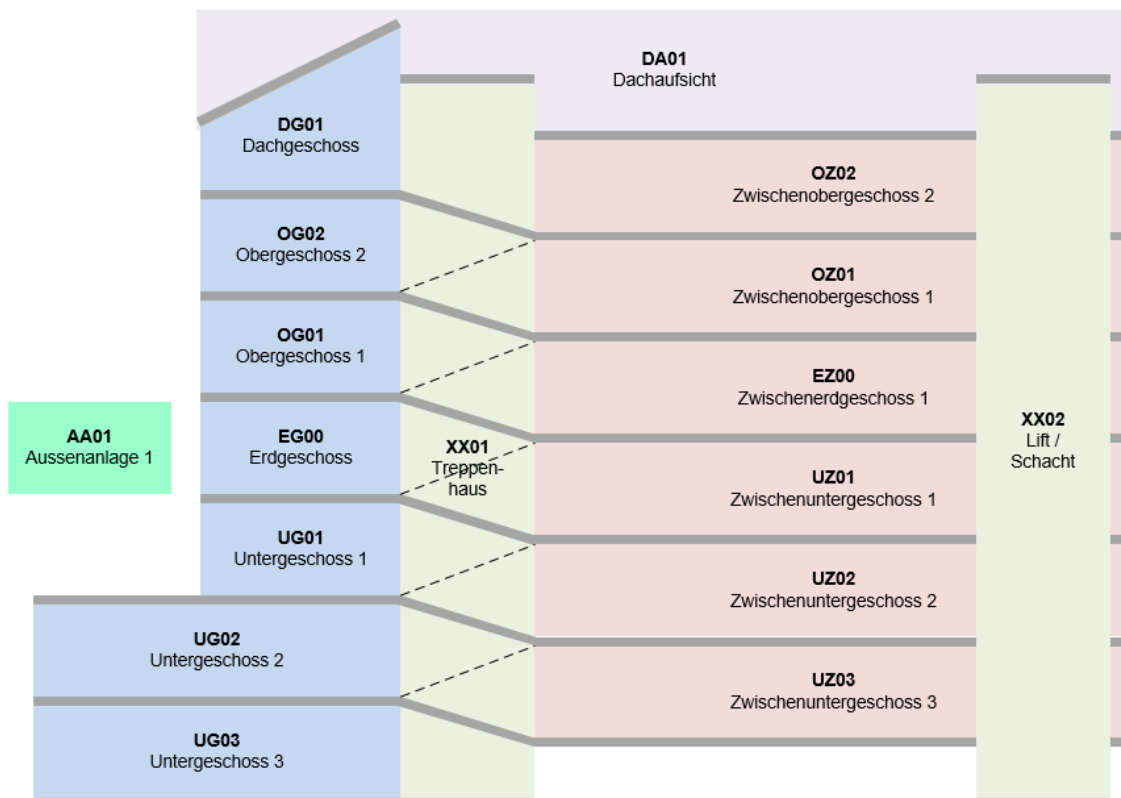 DA01
Dachaufsicht
DG01
Dachgeschoss
OZ02
Zwischenobergeschoss 2
OG02
Obergeschoss 2
OZ01
Zwischenobergeschoss 1
OG01
Obergeschoss 1
EZ00
Zwischenerdgeschoss 1
AA01
Aussenanlage 1
EG00
Erdgeschoss
XX01
Treppen-
haus
XX02
Lift /
Schacht
UZ01
Zwischenuntergeschoss 1
UG01
Untergeschoss 1
UZ02
Zwischenuntergeschoss 2
UG02
Untergeschoss 2
UZ03
Zwischenuntergeschoss 3
UG03
Untergeschoss 3